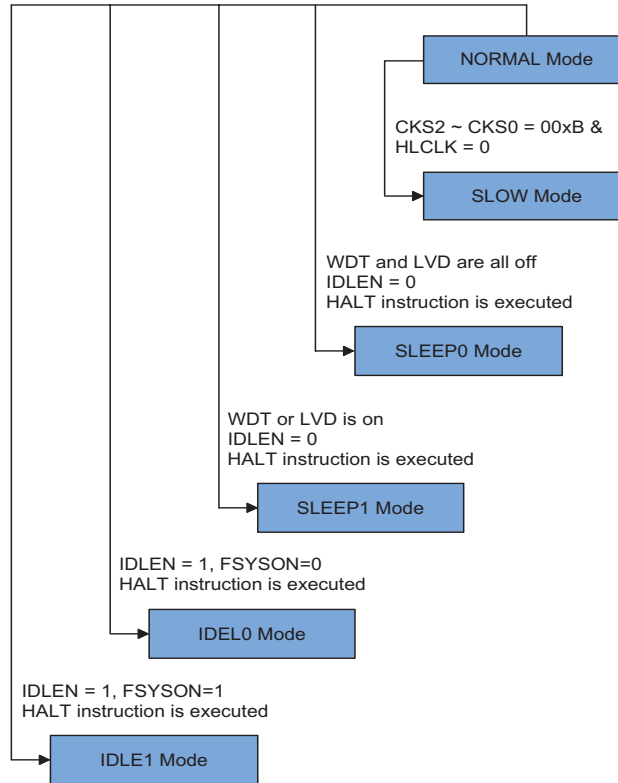 NORMAL Mode
CKS2 ~ CKS0 = 00xB &
HLCLK = 0
SLOW Mode
WDT and LVD are all off
IDLEN = 0
HALT instruction is executed
SLEEP0 Mode
WDT or LVD is on
IDLEN = 0
HALT instruction is executed
SLEEP1 Mode
IDLEN = 1, FSYSON=0
HALT instruction is executed
IDEL0 Mode
IDLEN = 1, FSYSON=1
HALT instruction is executed
IDLE1 Mode